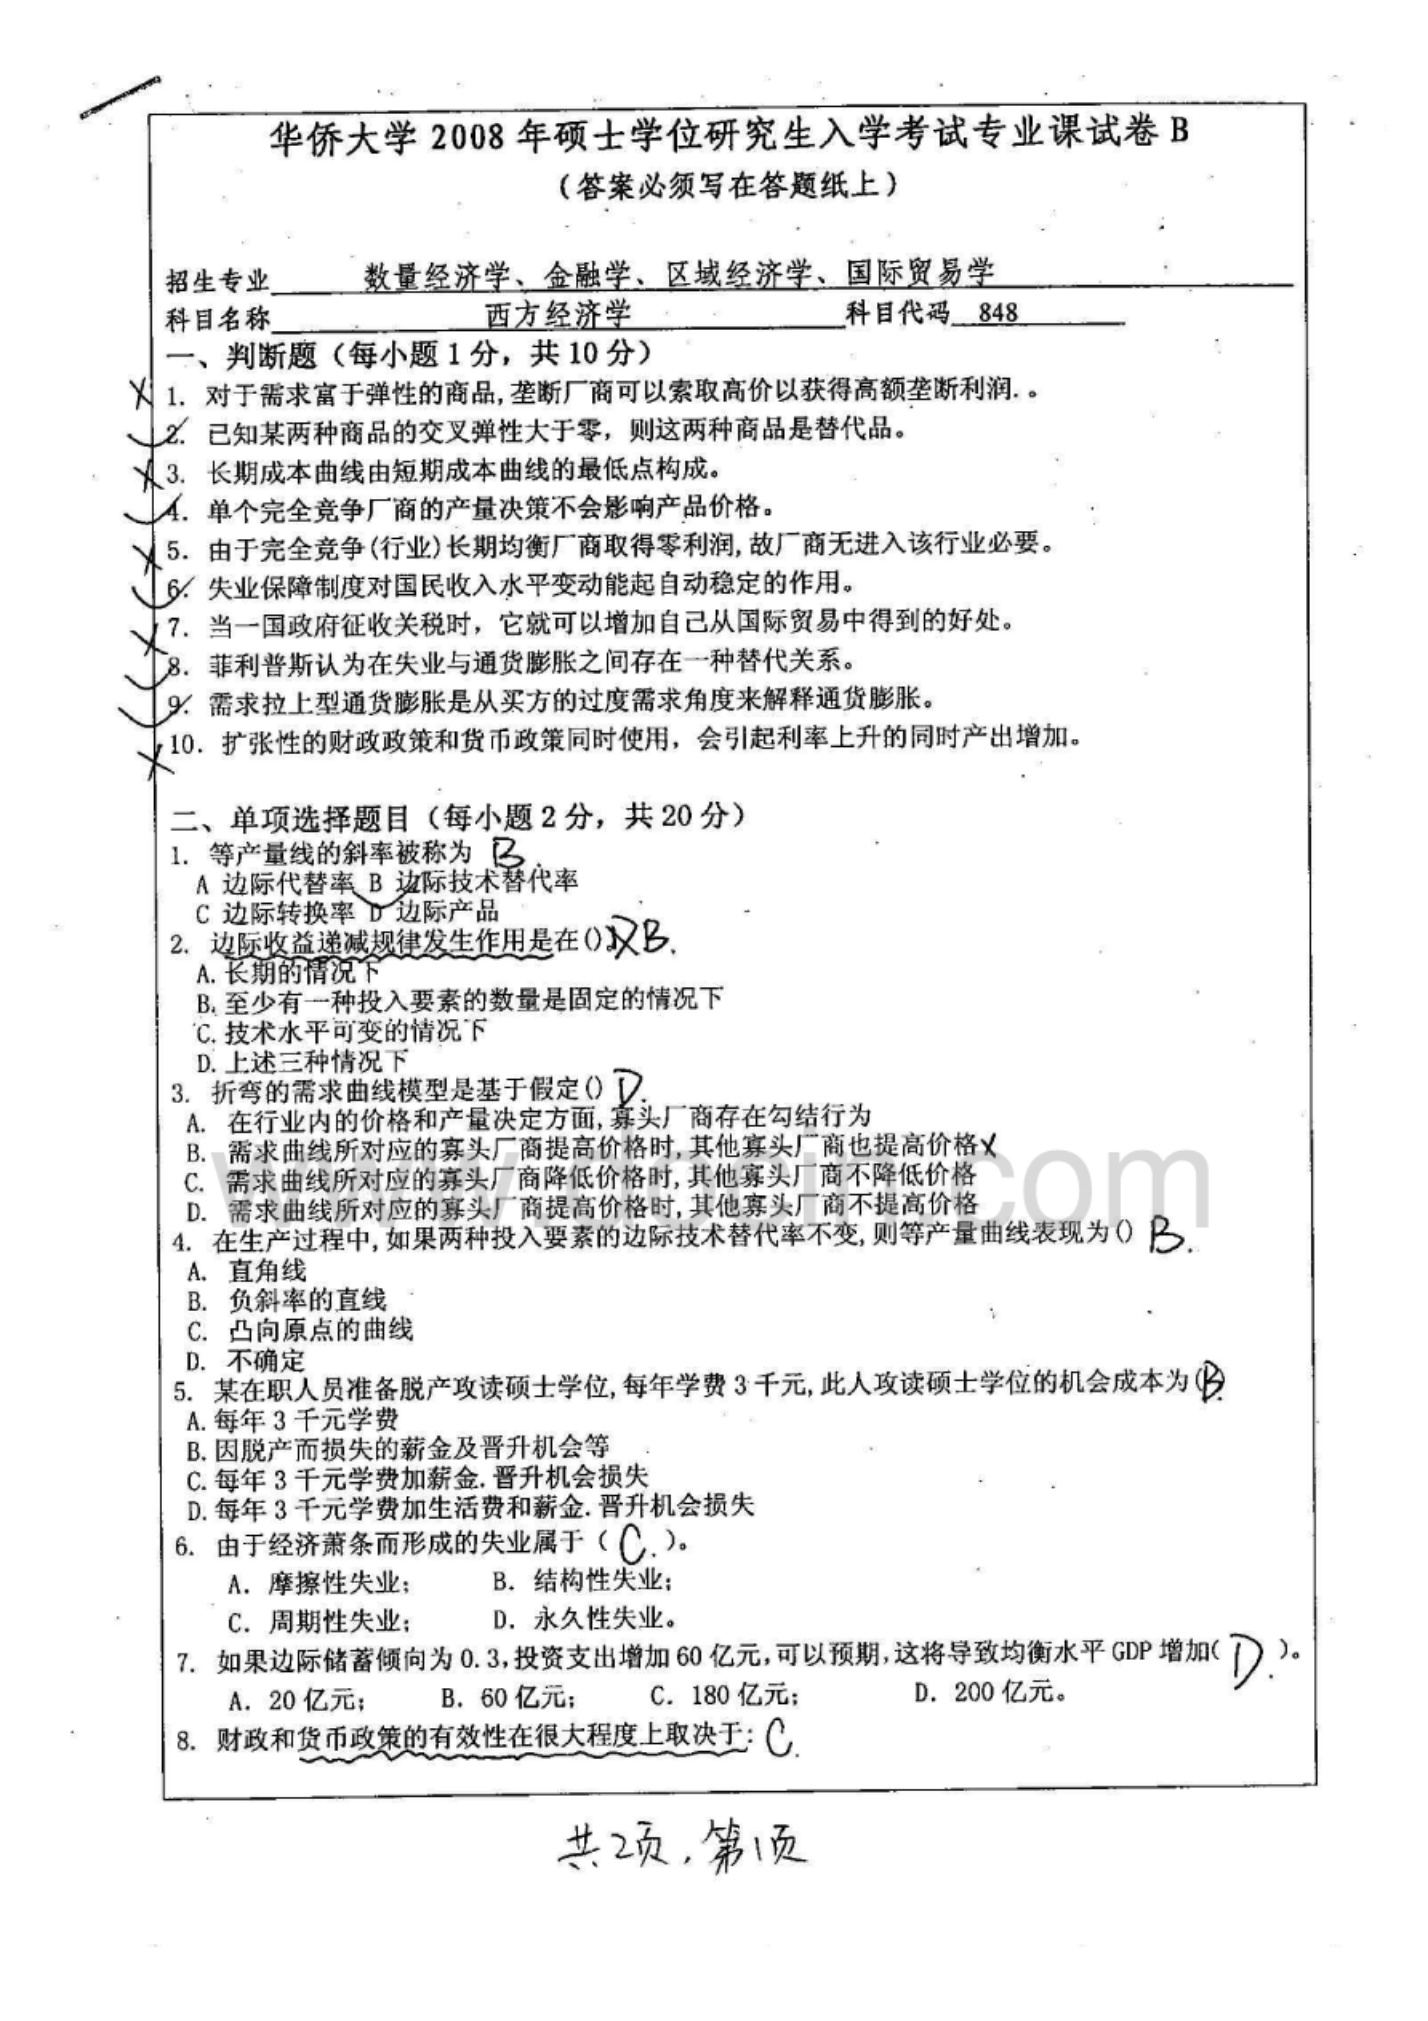 华侨大学 2008 年硕士学位研究生入学考试专业课试卷 B
（答案必须写在答题纸上）
招生专业 数量经济学、金融学、区域经济学、国际贸易学
科目名称 西方经济学 科目代码 848
一、判断题（每小题 1 分，共 10 分）
× 1. 对于需求富于弹性的商品,垄断厂商可以索取高价以获得高额垄断利润.。
✓ 2. 已知某两种商品的交叉弹性大于零，则这两种商品是替代品。
× 3. 长期成本曲线由短期成本曲线的最低点构成。
✓ 4. 单个完全竞争厂商的产量决策不会影响产品价格。
× 5. 由于完全竞争(行业)长期均衡厂商取得零利润,故厂商无进入该行业必要。
✓ 6. 失业保障制度对国民收入水平变动能起自动稳定的作用。
× 7. 当一国政府征收关税时，它就可以增加自己从国际贸易中得到的好处。
✓ 8. 菲利普斯认为在失业与通货膨胀之间存在一种替代关系。
✓ 9. 需求拉上型通货膨胀是从买方的过度需求角度来解释通货膨胀。
× 10. 扩张性的财政政策和货币政策同时使用，会引起利率上升的同时产出增加。
二、单项选择题目（每小题 2 分，共 20 分）
1. 等产量线的斜率被称为 B.
A 边际代替率 B 边际技术替代率
C 边际转换率 D 边际产品
2. 边际收益递减规律发生作用是在(). B.
A. 长期的情况下
B. 至少有一种投入要素的数量是固定的情况下
C. 技术水平可变的情况下
D. 上述三种情况下
3. 折弯的需求曲线模型是基于假定() D.
A. 在行业内的价格和产量决定方面,寡头厂商存在勾结行为
B. 需求曲线所对应的寡头厂商提高价格时,其他寡头厂商也提高价格 ×
C. 需求曲线所对应的寡头厂商降低价格时,其他寡头厂商不降低价格
D. 需求曲线所对应的寡头厂商提高价格时,其他寡头厂商不提高价格
4. 在生产过程中,如果两种投入要素的边际技术替代率不变,则等产量曲线表现为() B.
A. 直角线
B. 负斜率的直线
C. 凸向原点的曲线
D. 不确定
5. 某在职人员准备脱产攻读硕士学位,每年学费 3 千元,此人攻读硕士学位的机会成本为(B)
A. 每年 3 千元学费
B. 因脱产而损失的薪金及晋升机会等
C. 每年 3 千元学费加薪金.晋升机会损失
D. 每年 3 千元学费加生活费和薪金.晋升机会损失
6. 由于经济萧条而形成的失业属于（ C. ）。
A. 摩擦性失业； B. 结构性失业；
C. 周期性失业； D. 永久性失业。
7. 如果边际储蓄倾向为 0.3,投资支出增加 60 亿元,可以预期,这将导致均衡水平 GDP 增加( D. )。
A. 20 亿元； B. 60 亿元； C. 180 亿元； D. 200 亿元。
8. 财政和货币政策的有效性在很大程度上取决于: C.
共2页, 第1页
www.docin.com